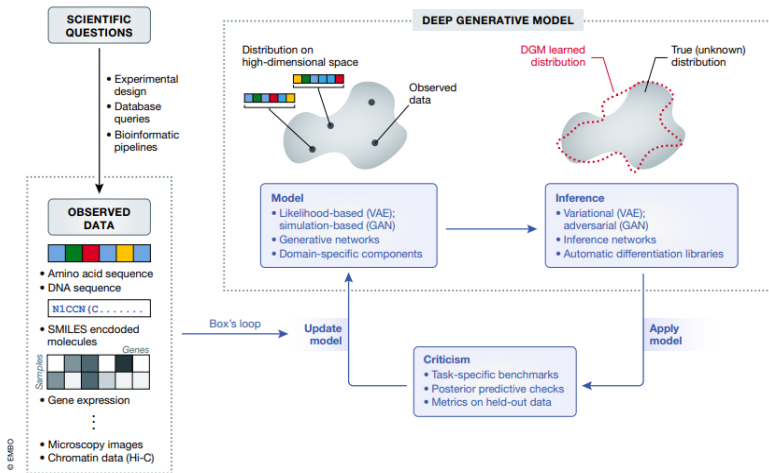 SCIENTIFIC
QUESTIONS
• Experimental
design
• Database
queries
• Bioinformatic
pipelines
OBSERVED
DATA
• Amino acid sequence
• DNA sequence
N1CCN(C.......
• SMILES encdoded
molecules
Genes
Samples
• Gene expression
• Microscopy images
• Chromatin data (Hi-C)
© EMBO
DEEP GENERATIVE MODEL
Distribution on
high-dimensional space
Observed
data
DGM learned
distribution
True (unknown)
distribution
Model
• Likelihood-based (VAE);
simulation-based (GAN)
• Generative networks
• Domain-specific components
Inference
• Variational (VAE);
adversarial (GAN)
• Inference networks
• Automatic differentiation libraries
Box's loop
Update
model
Apply
model
Criticism
• Task-specific benchmarks
• Posterior predictive checks
• Metrics on held-out data